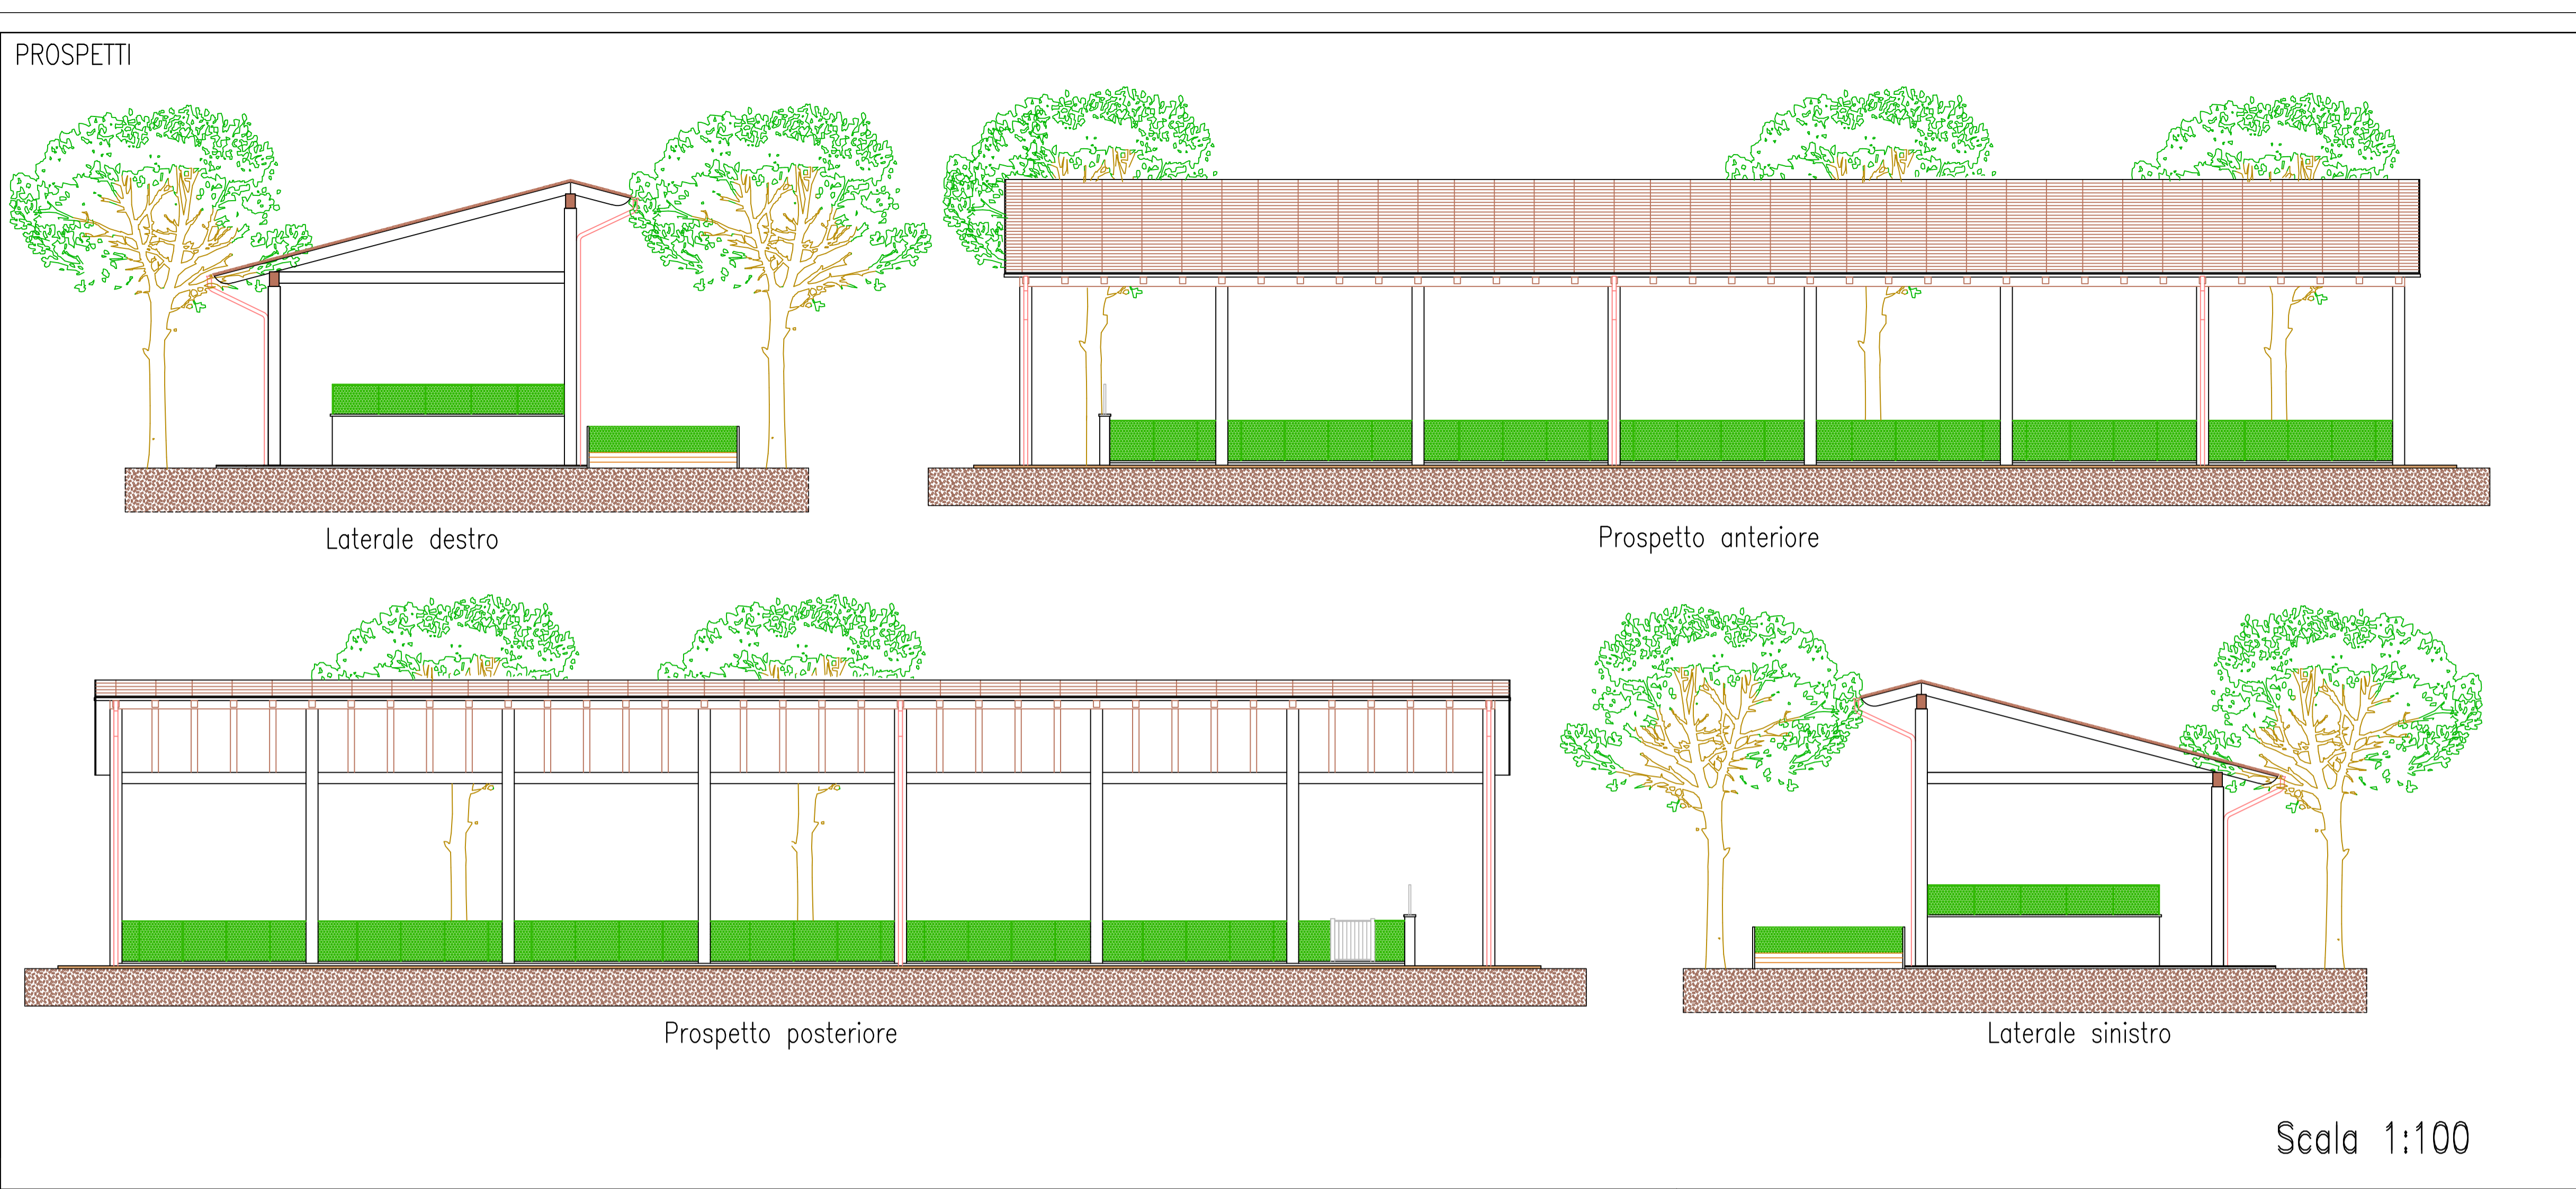 PROSPETTI
Laterale destro
Prospetto anteriore
Prospetto posteriore
Laterale sinistro
Scala 1:100